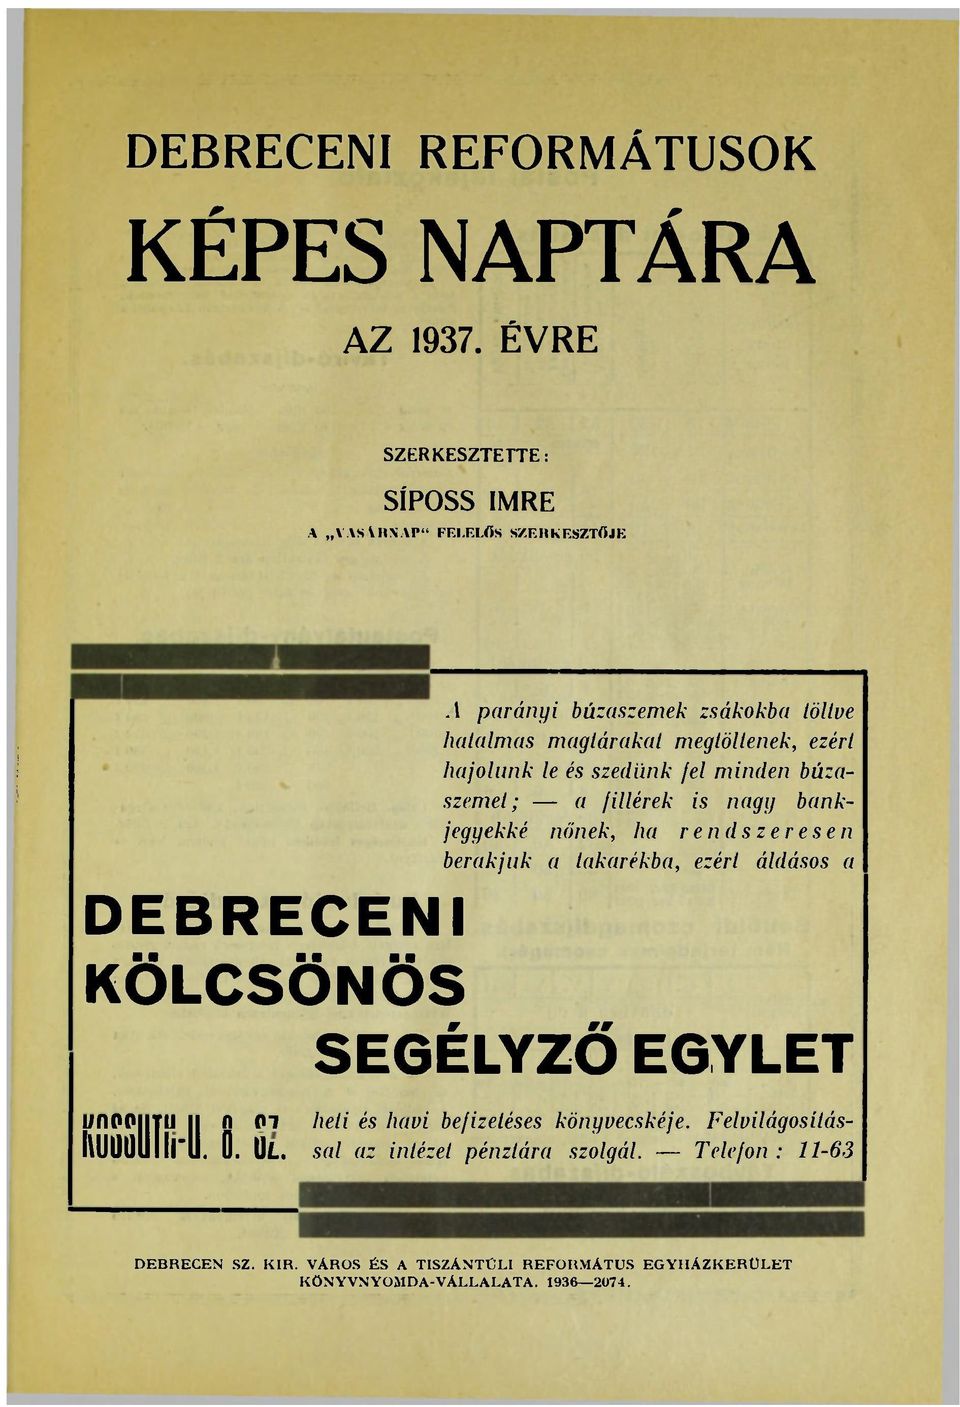 DEBRECENI REFORMÁTUSOK
KÉPES NAPTÁRA
AZ 1937. ÉVRE
SZERKESZTETTE:
SÍPOSS IMRE
A „VASÁRNAP“ FELELŐS SZERKESZTŐJE
A parányi búzaszemek zsákokba töltve
hatalmas magtárakat megtöltenek, ezért
hajolunk le és szedünk fel minden búza-
szemet; — a fillérek is nagy bank-
jegyekké nőnek, ha rendszeresen
berakjuk a takarékba, ezért áldásos a
DEBRECENI
KÖLCSÖNÖS
SEGÉLYZŐ EGYLET
KOSSUTH-U. 8. SZ.
heti és havi befizetéses könyvecskéje. Felvilágosítás-
sal az intézet pénztára szolgál. — Telefon: 11-63
DEBRECEN SZ. KIR. VÁROS ÉS A TISZÁNTÚLI REFORMÁTUS EGYHÁZKERÜLET
KÖNYVNYOMDA-VÁLLALATA. 1936—2074.